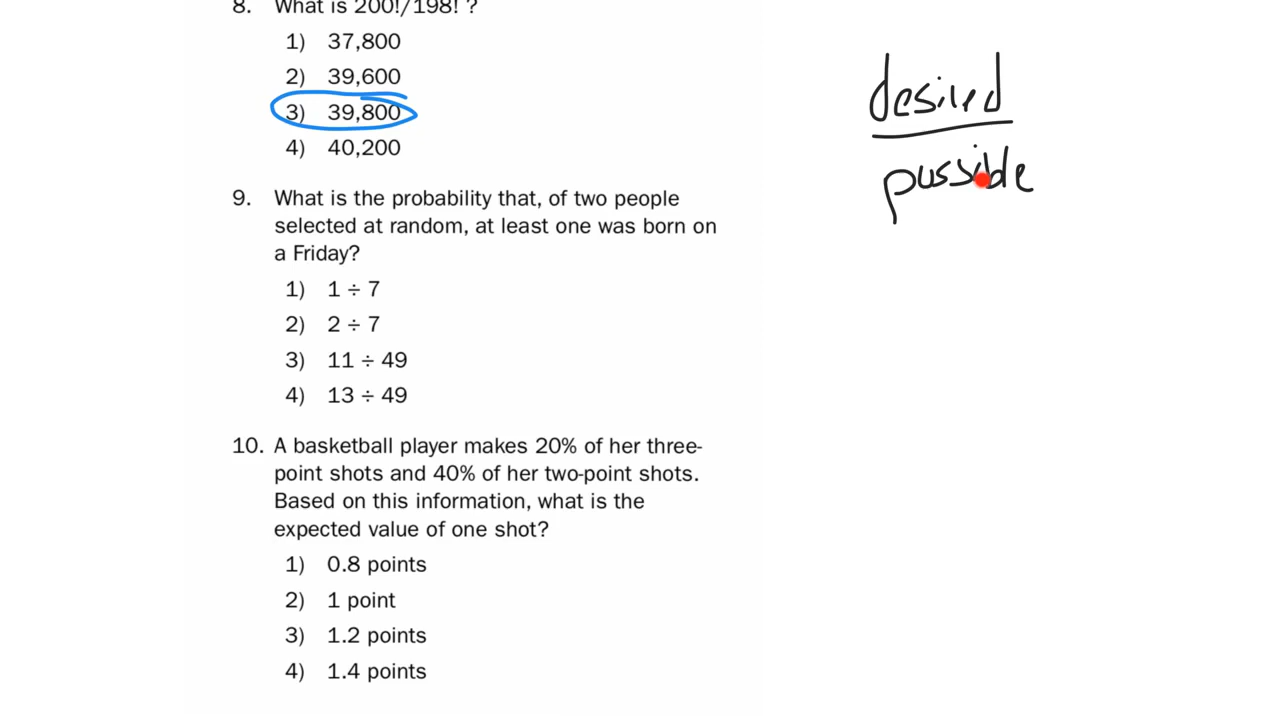 8. What is 200!/198! ?
1) 37,800
2) 39,600
3) 39,800
4) 40,200
9. What is the probability that, of two people
selected at random, at least one was born on
a Friday?
1) 1 ÷ 7
2) 2 ÷ 7
3) 11 ÷ 49
4) 13 ÷ 49
10. A basketball player makes 20% of her three-
point shots and 40% of her two-point shots.
Based on this information, what is the
expected value of one shot?
1) 0.8 points
2) 1 point
3) 1.2 points
4) 1.4 points
desired
possible